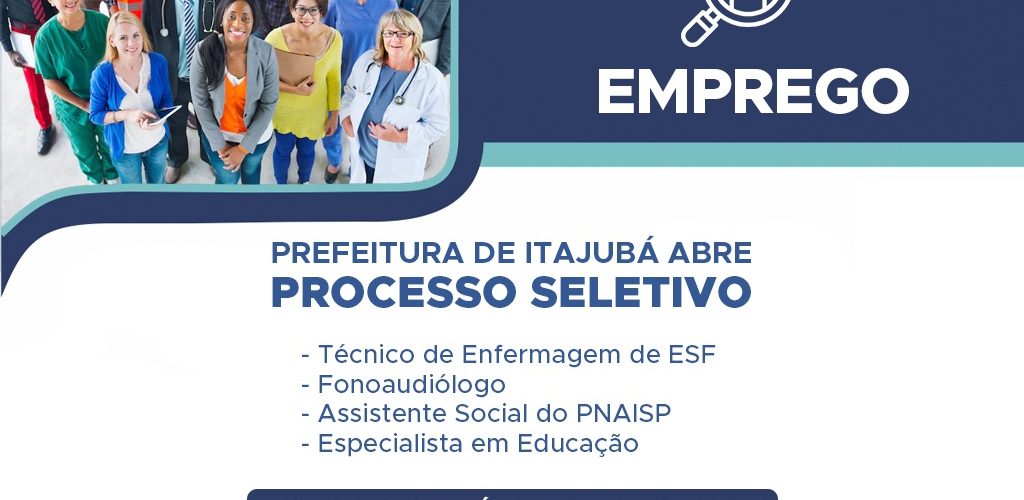 EMPREGO
PREFEITURA DE ITAJUBÁ ABRE
PROCESSO SELETIVO
- Técnico de Enfermagem de ESF
- Fonoaudiólogo
- Assistente Social do PNAISP
- Especialista em Educação